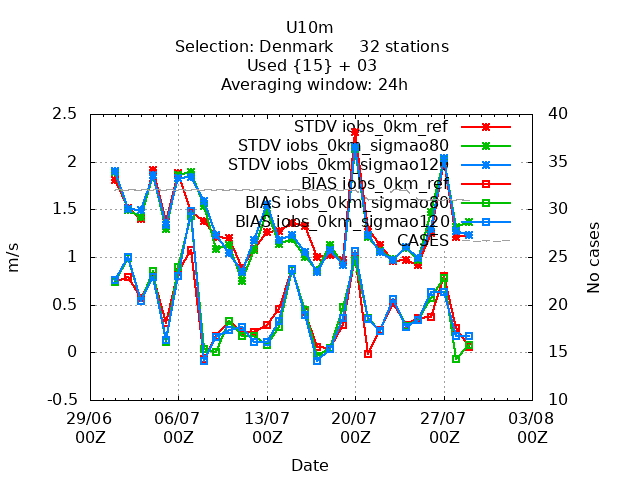 U10m
Selection: Denmark 32 stations
Used {15} + 03
Averaging window: 24h
2.5
2
1.5
1
0.5
0
-0.5
m/s
40
35
30
25
20
15
10
No cases
STDV iobs_0km_ref
STDV iobs_0km_sigmao80
STDV iobs_0km_sigmao120
BIAS iobs_0km_ref
BIAS iobs_0km_sigmao80
BIAS iobs_0km_sigmao120
CASES
29/06 06/07 13/07 20/07 27/07 03/08
00Z 00Z 00Z 00Z 00Z 00Z
Date